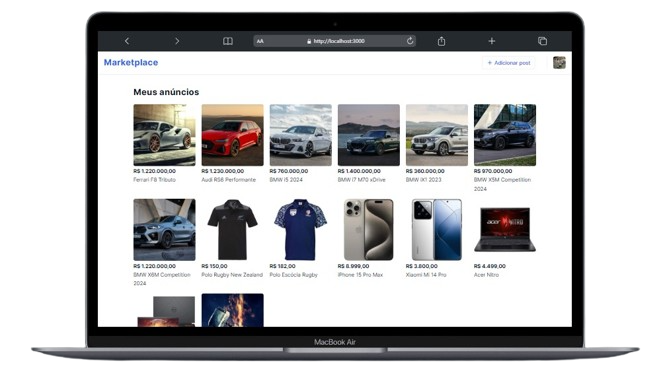 AA http://localhost:3000
Marketplace
+ Adicionar post
Meus anúncios
R$ 1.220.000,00
Ferrari F8 Tributo
R$ 1.230.000,00
Audi RS6 Performante
R$ 760.000,00
BMW i5 2024
R$ 1.400.000,00
BMW i7 M70 xDrive
R$ 360.000,00
BMW iX1 2023
R$ 970.000,00
BMW X5M Competition
2024
R$ 1.220.000,00
BMW X6M Competition
2024
R$ 150,00
Polo Rugby New Zealand
R$ 182,00
Polo Escócia Rugby
R$ 8.999,00
iPhone 15 Pro Max
R$ 3.800,00
Xiaomi Mi 14 Pro
acer NITRO
R$ 4.499,00
Acer Nitro
MacBook Air